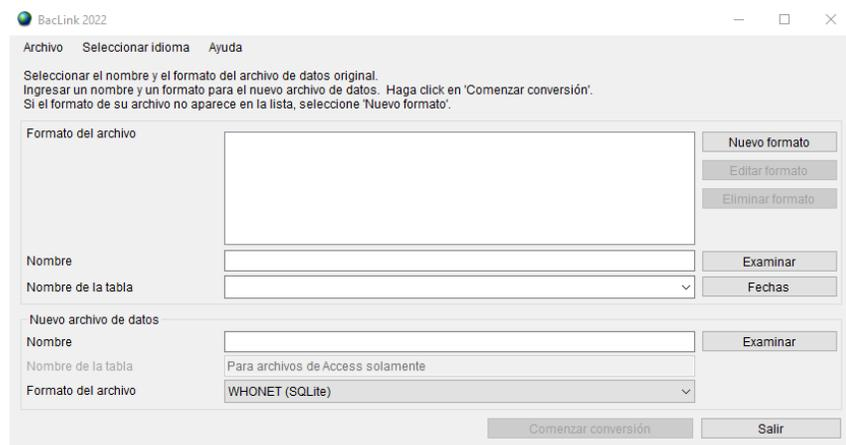 BacLink 2022
Archivo Seleccionar idioma Ayuda
Seleccionar el nombre y el formato del archivo de datos original.
Ingresar un nombre y un formato para el nuevo archivo de datos. Haga click en 'Comenzar conversión'.
Si el formato de su archivo no aparece en la lista, seleccione 'Nuevo formato'.
Formato del archivo
Nuevo formato
Editar formato
Eliminar formato
Nombre
Examinar
Nombre de la tabla
Fechas
Nuevo archivo de datos
Nombre
Examinar
Nombre de la tabla
Para archivos de Access solamente
Formato del archivo
WHONET (SQLite)
Comenzar conversión
Salir